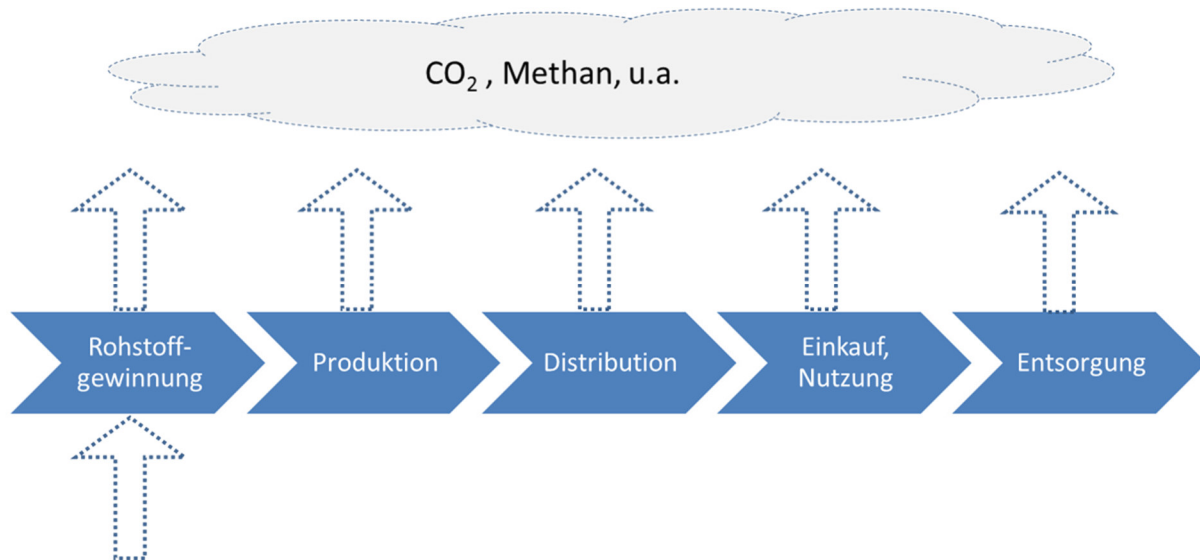 CO₂ , Methan, u.a.
Rohstoff-
gewinnung
Produktion
Distribution
Einkauf,
Nutzung
Entsorgung